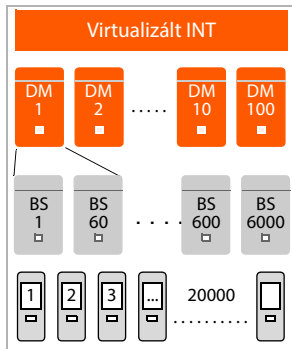 Virtualizált INT
DM DM DM DM
1 2 ..... 10 100
BS BS BS BS
1 60 . . . . 600 6000
1 2 3 ... 20000
..........